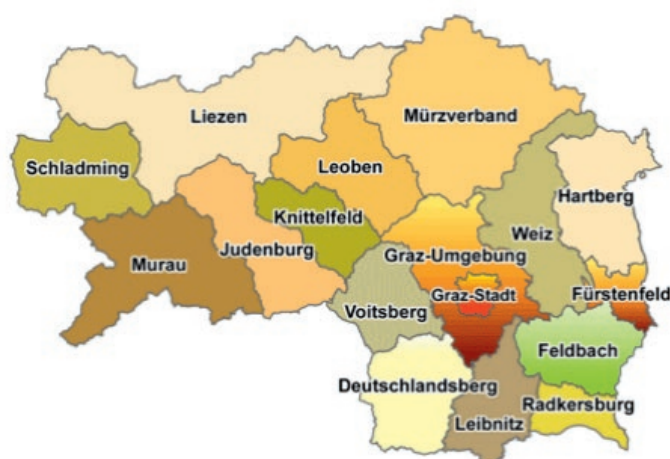 Liezen
Mürzverband
Schladming
Leoben
Hartberg
Knittelfeld
Weiz
Judenburg
Graz-Umgebung
Murau
Graz-Stadt
Fürstenfeld
Voitsberg
Feldbach
Deutschlandsberg
Radkersburg
Leibnitz